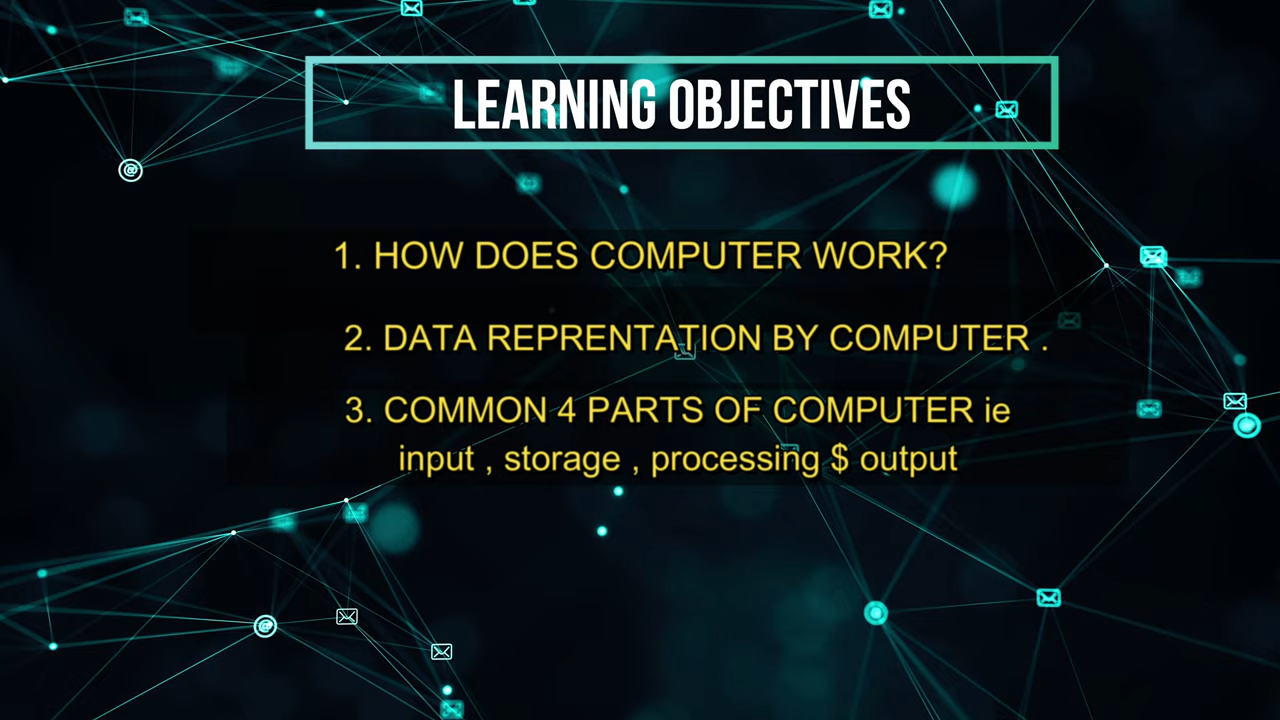 LEARNING OBJECTIVES
1. HOW DOES COMPUTER WORK?
2. DATA REPRENTATION BY COMPUTER .
3. COMMON 4 PARTS OF COMPUTER ie
input , storage , processing $ output